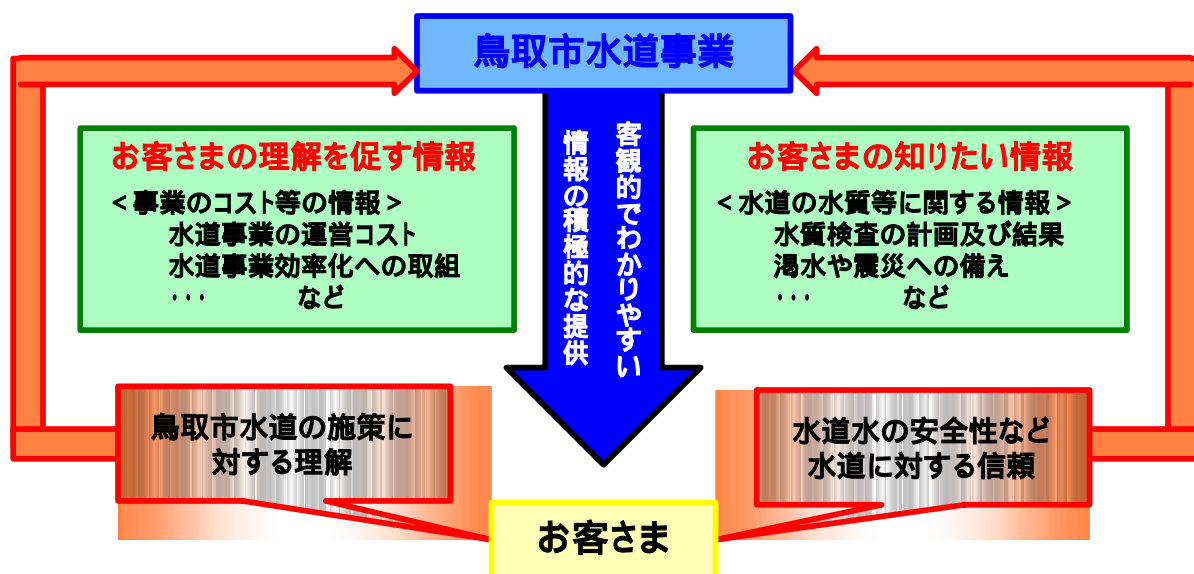 鳥取市水道事業
お客さまの理解を促す情報
＜事業のコスト等の情報＞
水道事業の運営コスト
水道事業効率化への取組
･･･　など
客観的でわかりやすい
情報の積極的な提供
お客さまの知りたい情報
＜水道の水質等に関する情報＞
水質検査の計画及び結果
渇水や震災への備え
･･･　など
鳥取市水道の施策に
対する理解
水道水の安全性など
水道に対する信頼
お客さま